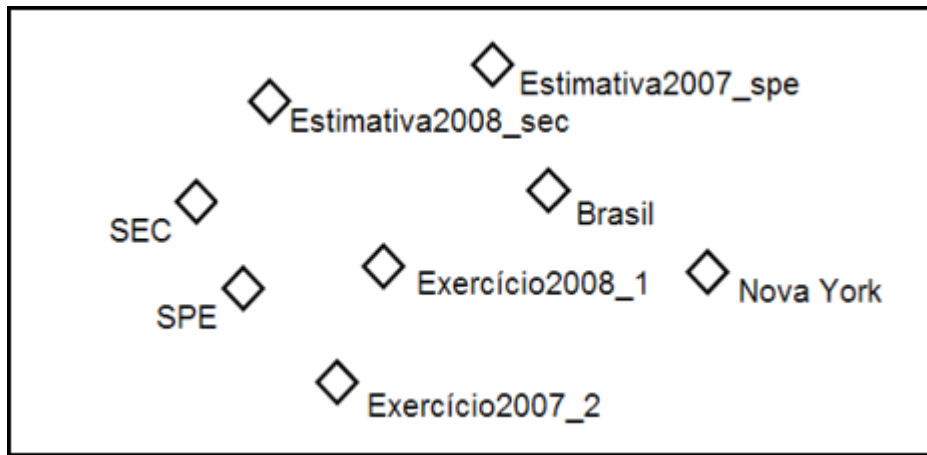 Estimativa2007_spe
Estimativa2008_sec
Brasil
SEC
Exercício2008_1
Nova York
SPE
Exercício2007_2